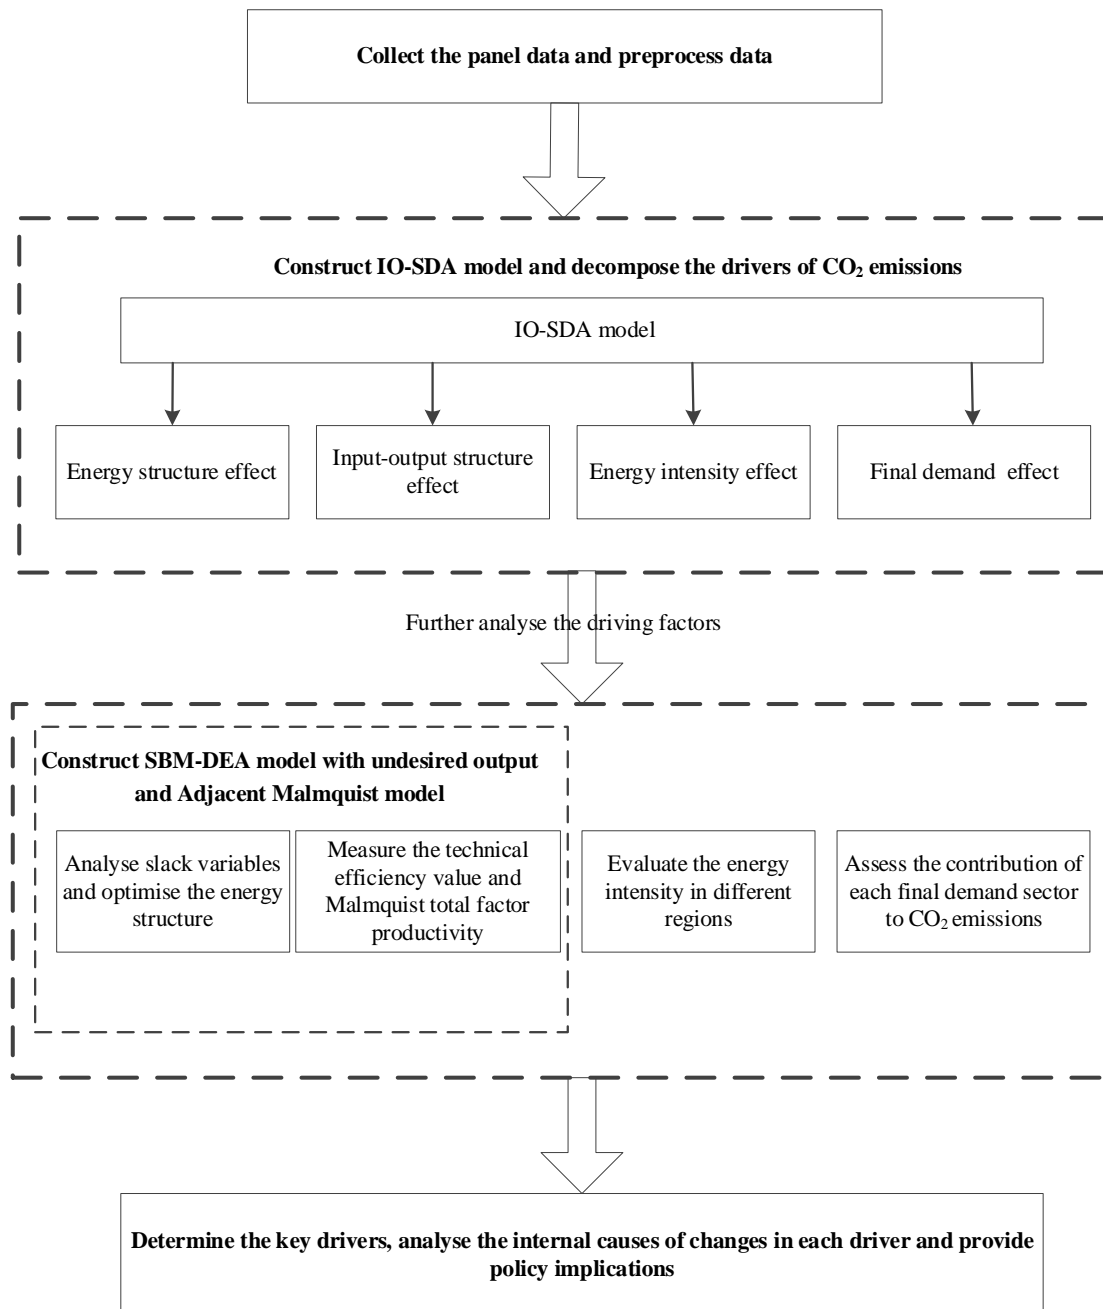 Collect the panel data and preprocess data
Construct IO-SDA model and decompose the drivers of CO₂ emissions
IO-SDA model
Energy structure effect
Input-output structure
effect
Energy intensity effect
Final demand effect
Further analyse the driving factors
Construct SBM-DEA model with undesired output
and Adjacent Malmquist model
Analyse slack variables
and optimise the energy
structure
Measure the technical
efficiency value and
Malmquist total factor
productivity
Evaluate the energy
intensity in different
regions
Assess the contribution of
each final demand sector
to CO₂ emissions
Determine the key drivers, analyse the internal causes of changes in each driver and provide
policy implications